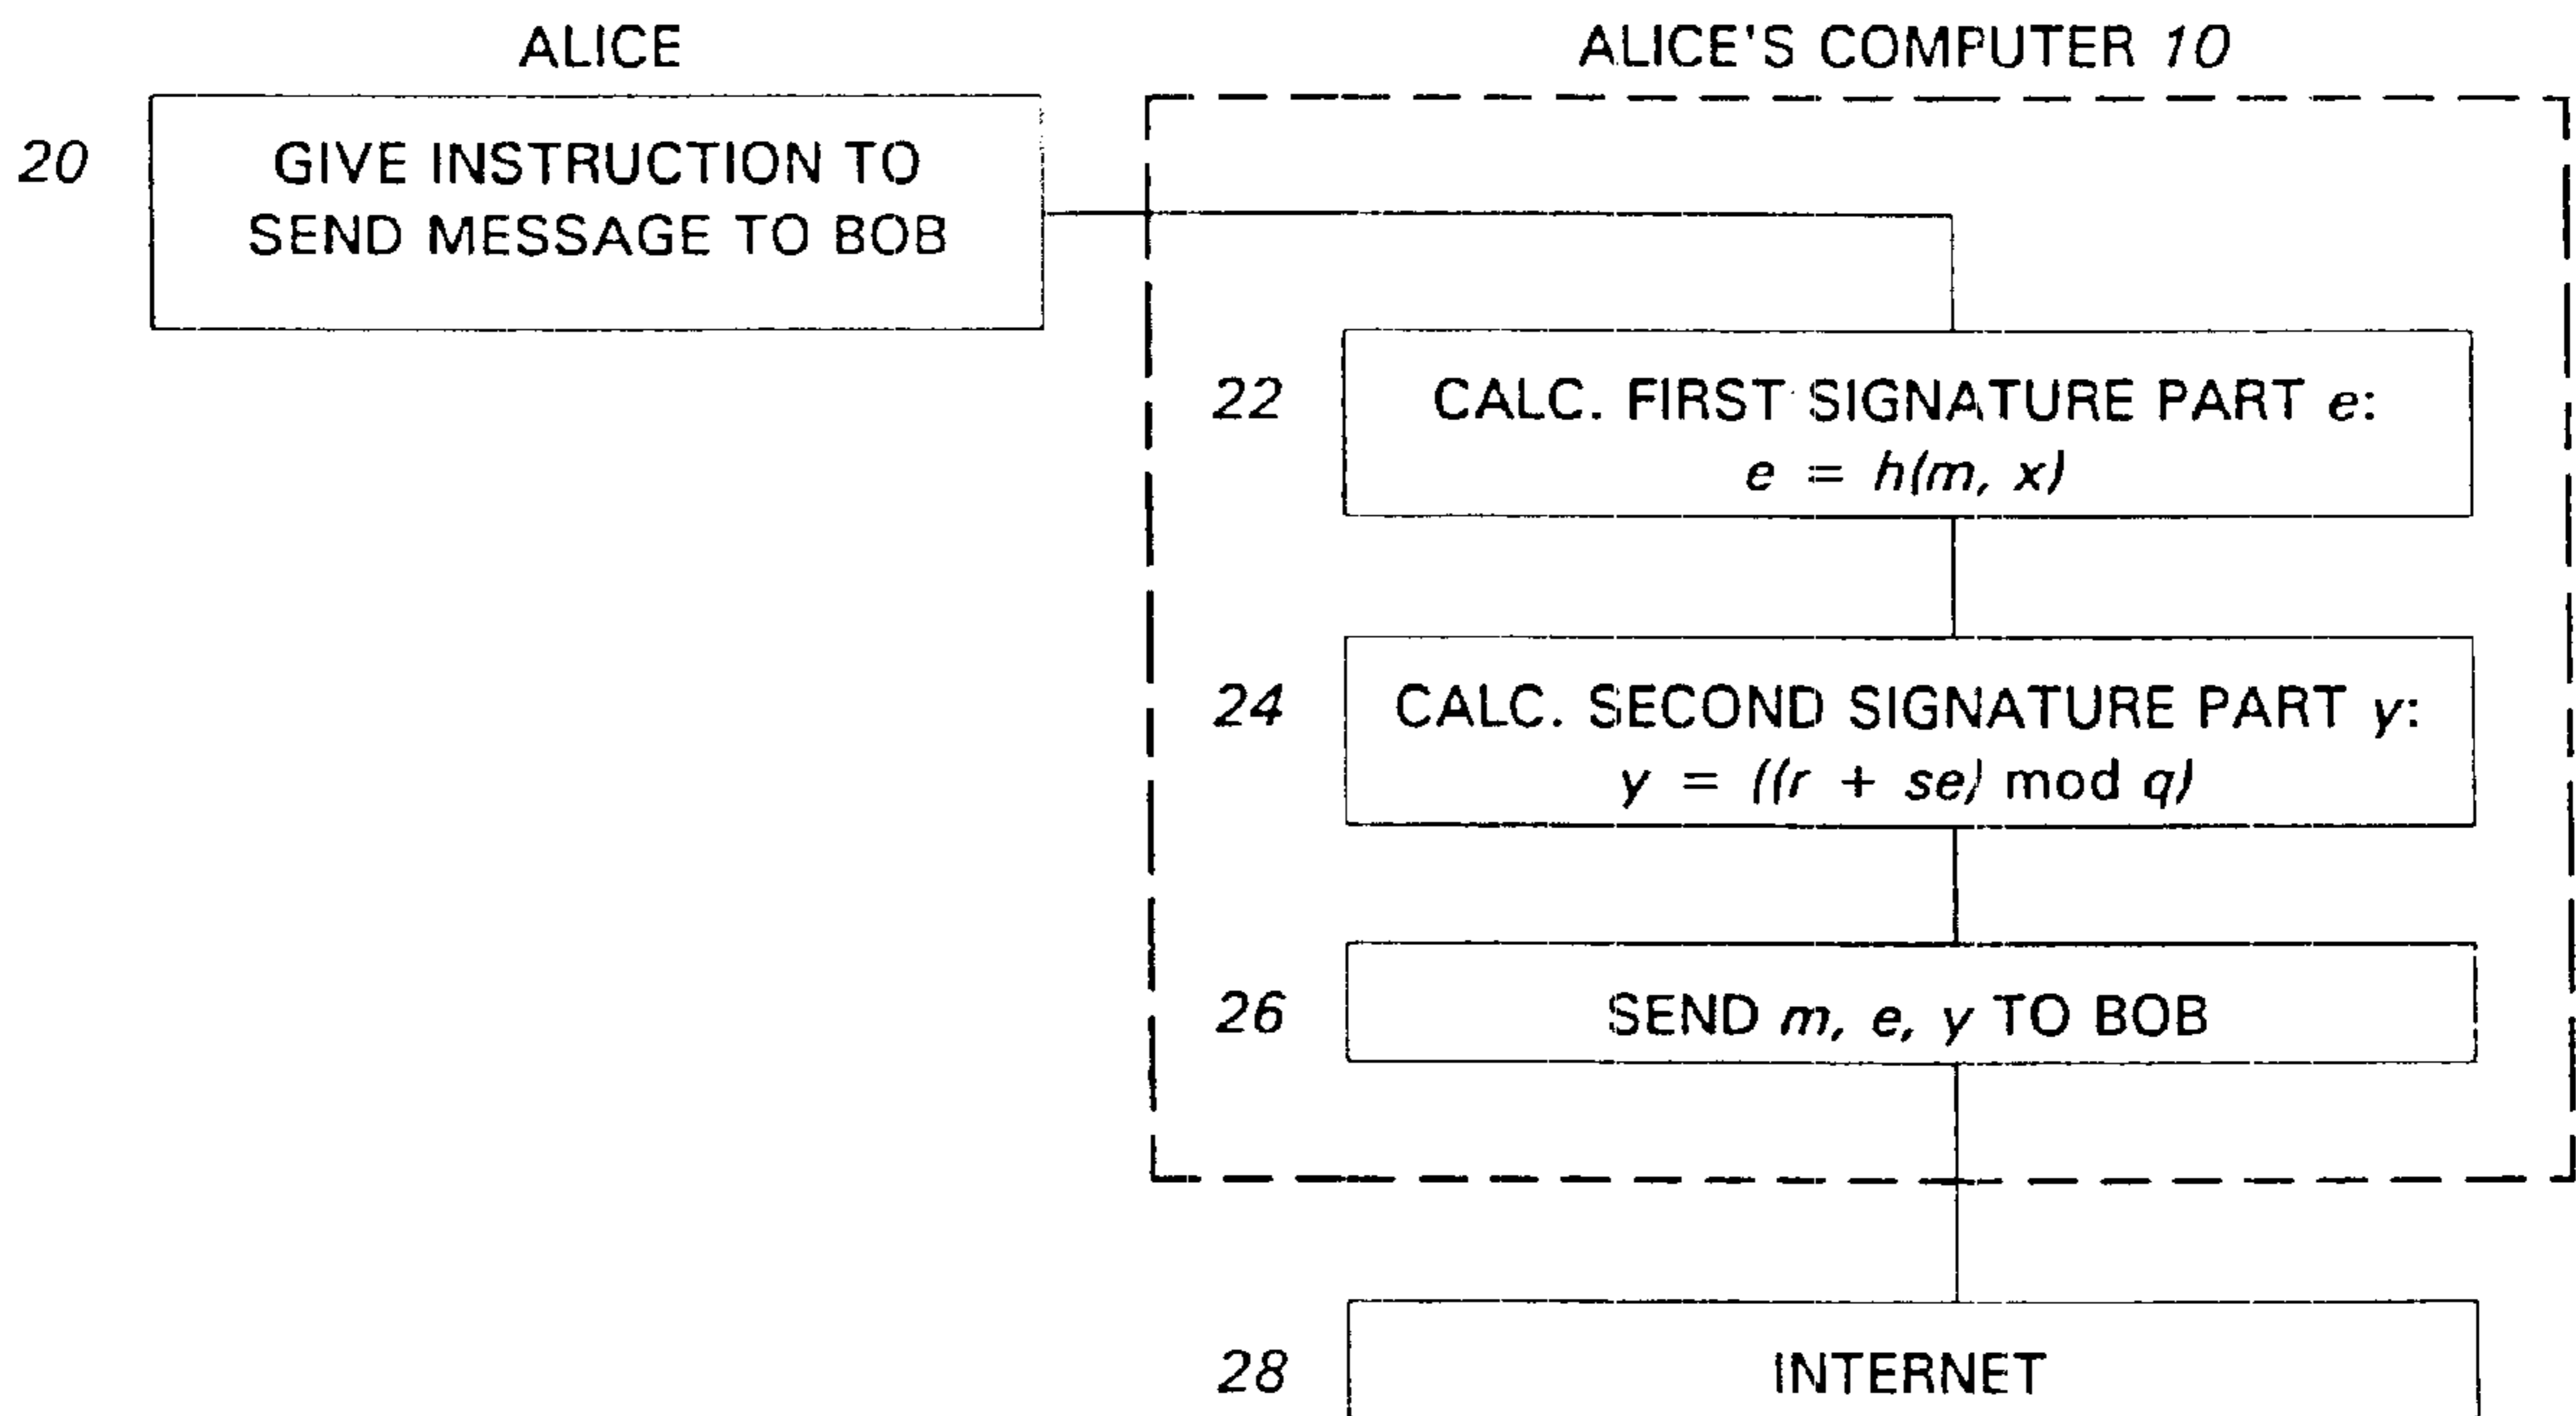 ALICE
ALICE'S COMPUTER 10
20
GIVE INSTRUCTION TO
SEND MESSAGE TO BOB
22
CALC. FIRST SIGNATURE PART e:
e = h(m, x)
24
CALC. SECOND SIGNATURE PART y:
y = ((r + se) mod q)
26
SEND m, e, y TO BOB
28
INTERNET